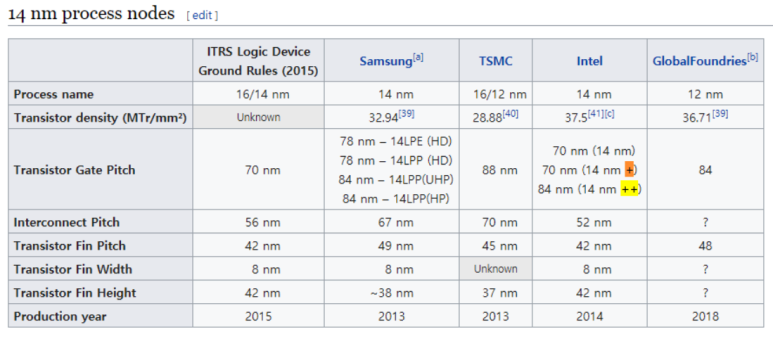 14 nm process nodes [ edit ]
ITRS Logic Device Ground Rules (2015) Samsung[a] TSMC Intel GlobalFoundries[b]
Process name 16/14 nm 14 nm 16/12 nm 14 nm 12 nm
Transistor density (MTr/mm²) Unknown 32.94[39] 28.88[40] 37.5[41][c] 36.71[39]
Transistor Gate Pitch 70 nm 78 nm – 14LPE (HD) 78 nm – 14LPP (HD) 84 nm – 14LPP(UHP) 84 nm – 14LPP(HP) 88 nm 70 nm (14 nm) 70 nm (14 nm +) 84 nm (14 nm ++) 84
Interconnect Pitch 56 nm 67 nm 70 nm 52 nm ?
Transistor Fin Pitch 42 nm 49 nm 45 nm 42 nm 48
Transistor Fin Width 8 nm 8 nm Unknown 8 nm ?
Transistor Fin Height 42 nm ~38 nm 37 nm 42 nm ?
Production year 2015 2013 2013 2014 2018